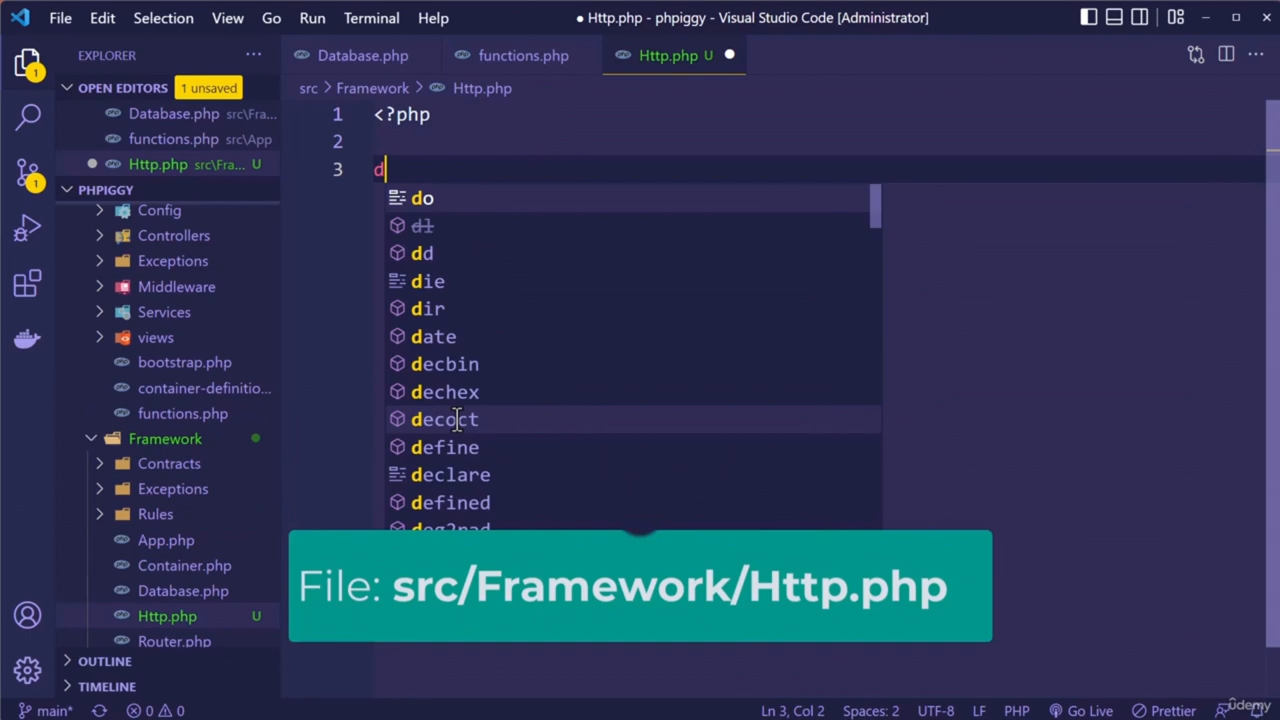 File Edit Selection View Go Run Terminal Help
● Http.php - phpiggy - Visual Studio Code [Administrator]
EXPLORER
Database.php
functions.php
Http.php U
OPEN EDITORS 1 unsaved
src > Framework > Http.php
Database.php src\Fra...
functions.php src\App
Http.php src\Fra... U
PHPIGGY
Config
Controllers
Exceptions
Middleware
Services
views
bootstrap.php
container-definitio...
functions.php
Framework
Contracts
Exceptions
Rules
App.php
Container.php
Database.php
Http.php U
Router.php
OUTLINE
TIMELINE
1
1
1 <?php
2
3 d
do
dl
dd
die
dir
date
decbin
dechex
decoct
define
declare
defined
deg2rad
File: src/Framework/Http.php
main* 0 0 Ln 3, Col 2 Spaces: 2 UTF-8 LF PHP Go Live Prettier
udemy